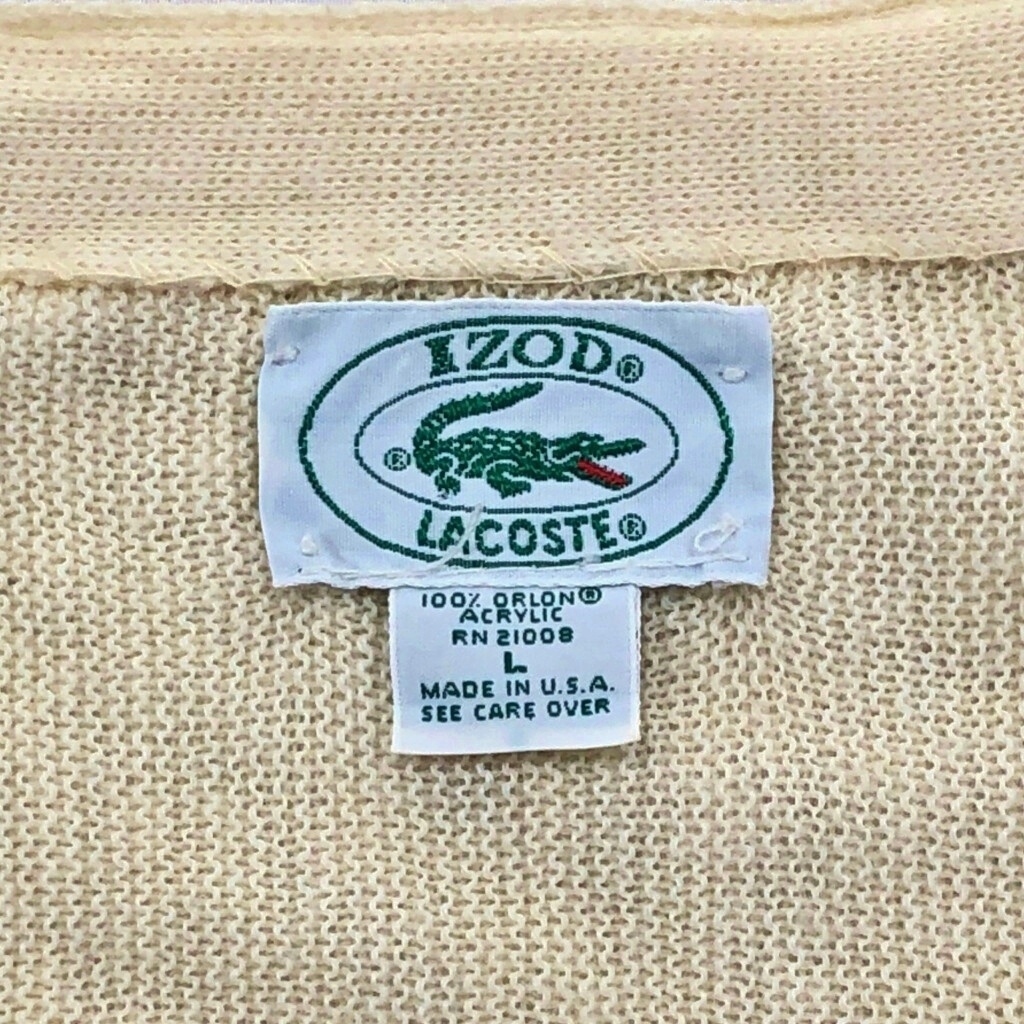 IZOD®
®
LACOSTE®
100% ORLON®
ACRYLIC
RN 21008
L
MADE IN U.S.A.
SEE CARE OVER